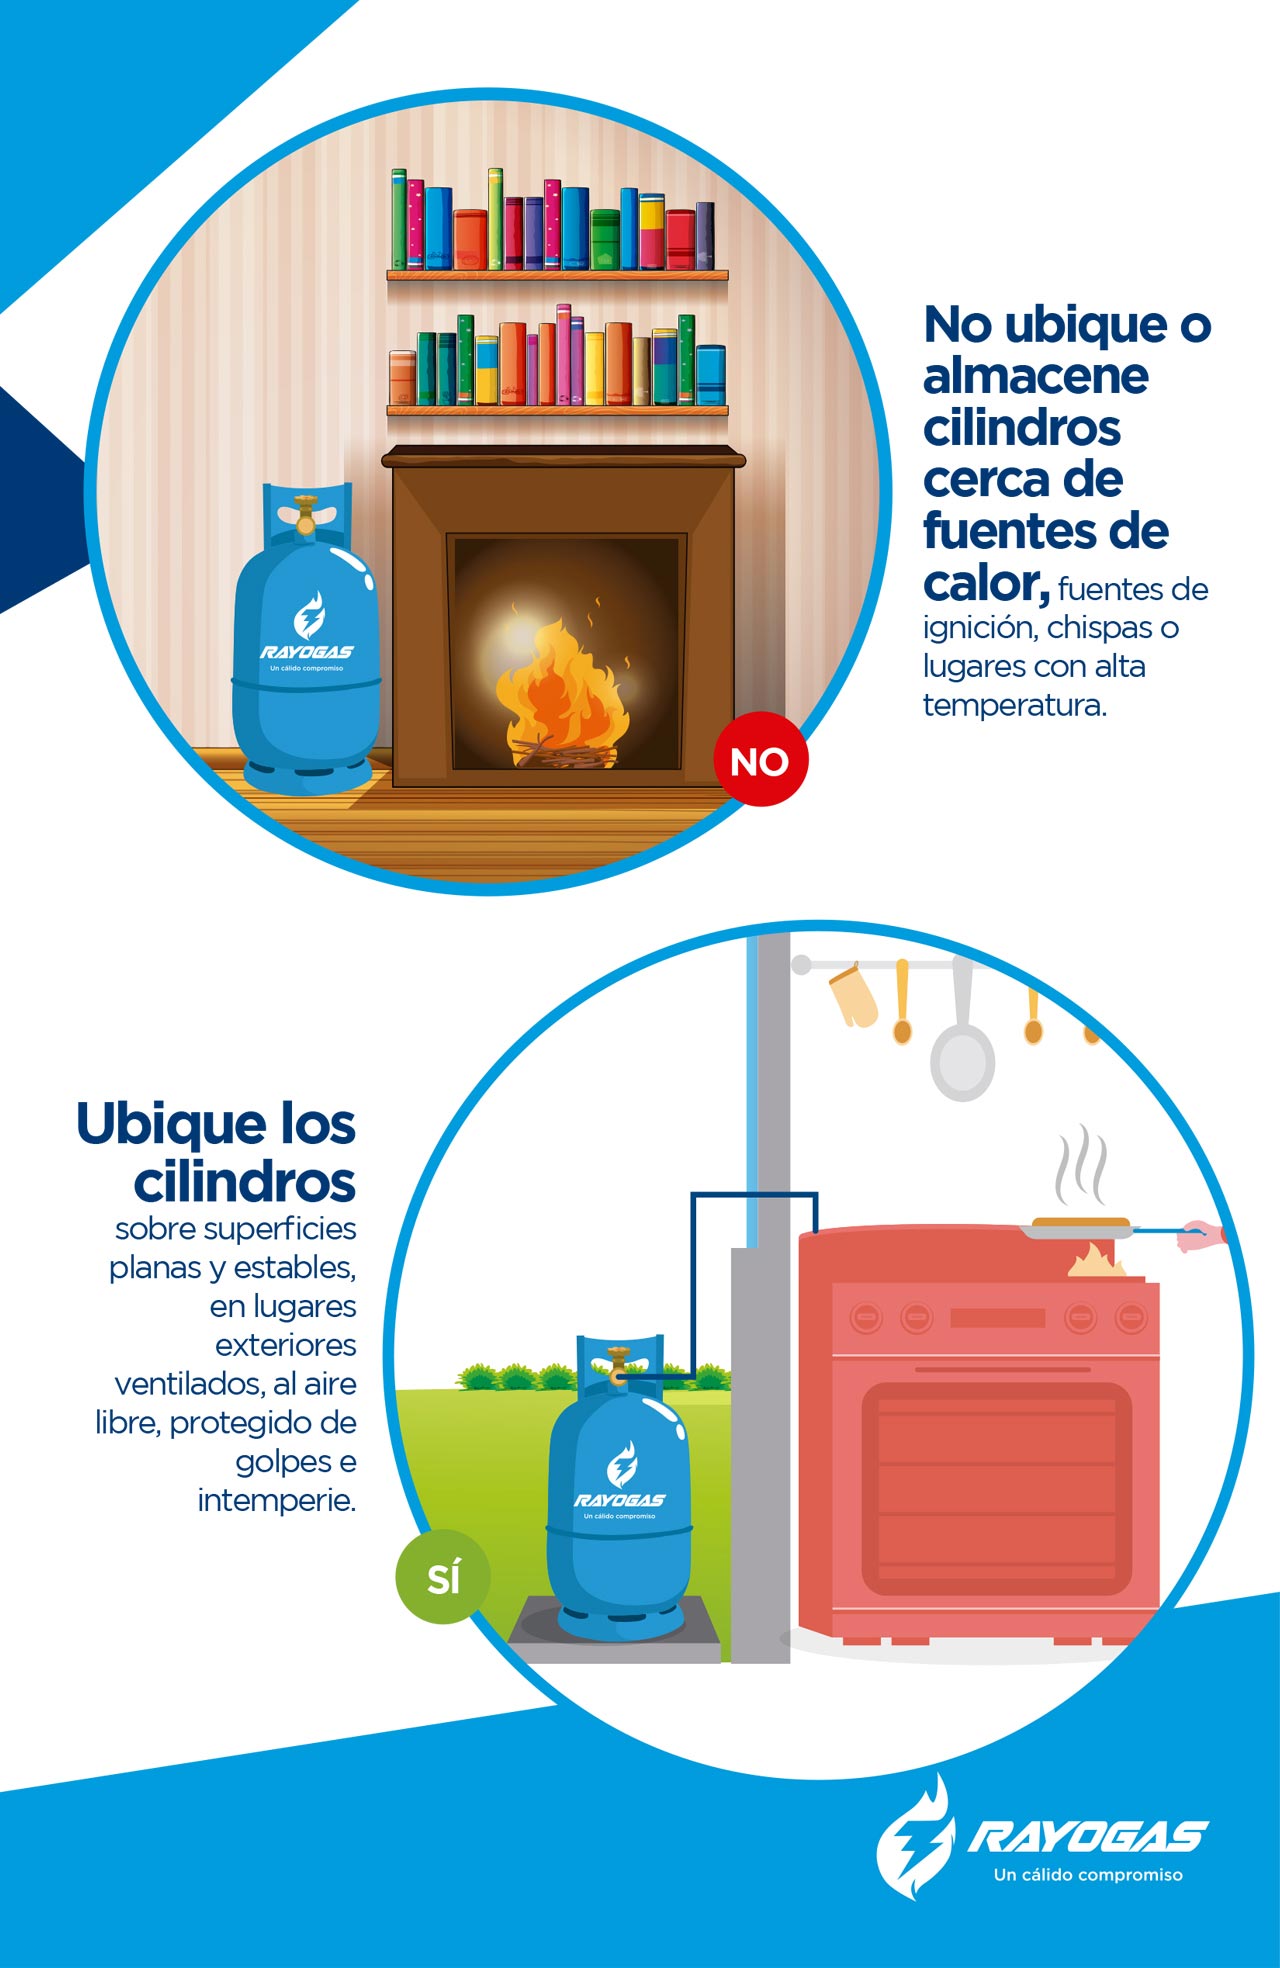 No ubique o
almacene
cilindros
cerca de
fuentes de
calor, fuentes de
ignición, chispas o
lugares con alta
temperatura.
RAYOGAS
Un cálido compromiso
NO
Ubique los
cilindros
sobre superficies
planas y estables,
en lugares
exteriores
ventilados, al aire
libre, protegido de
golpes e
intemperie.
RAYOGAS
Un cálido compromiso
SÍ
RAYOGAS
Un cálido compromiso